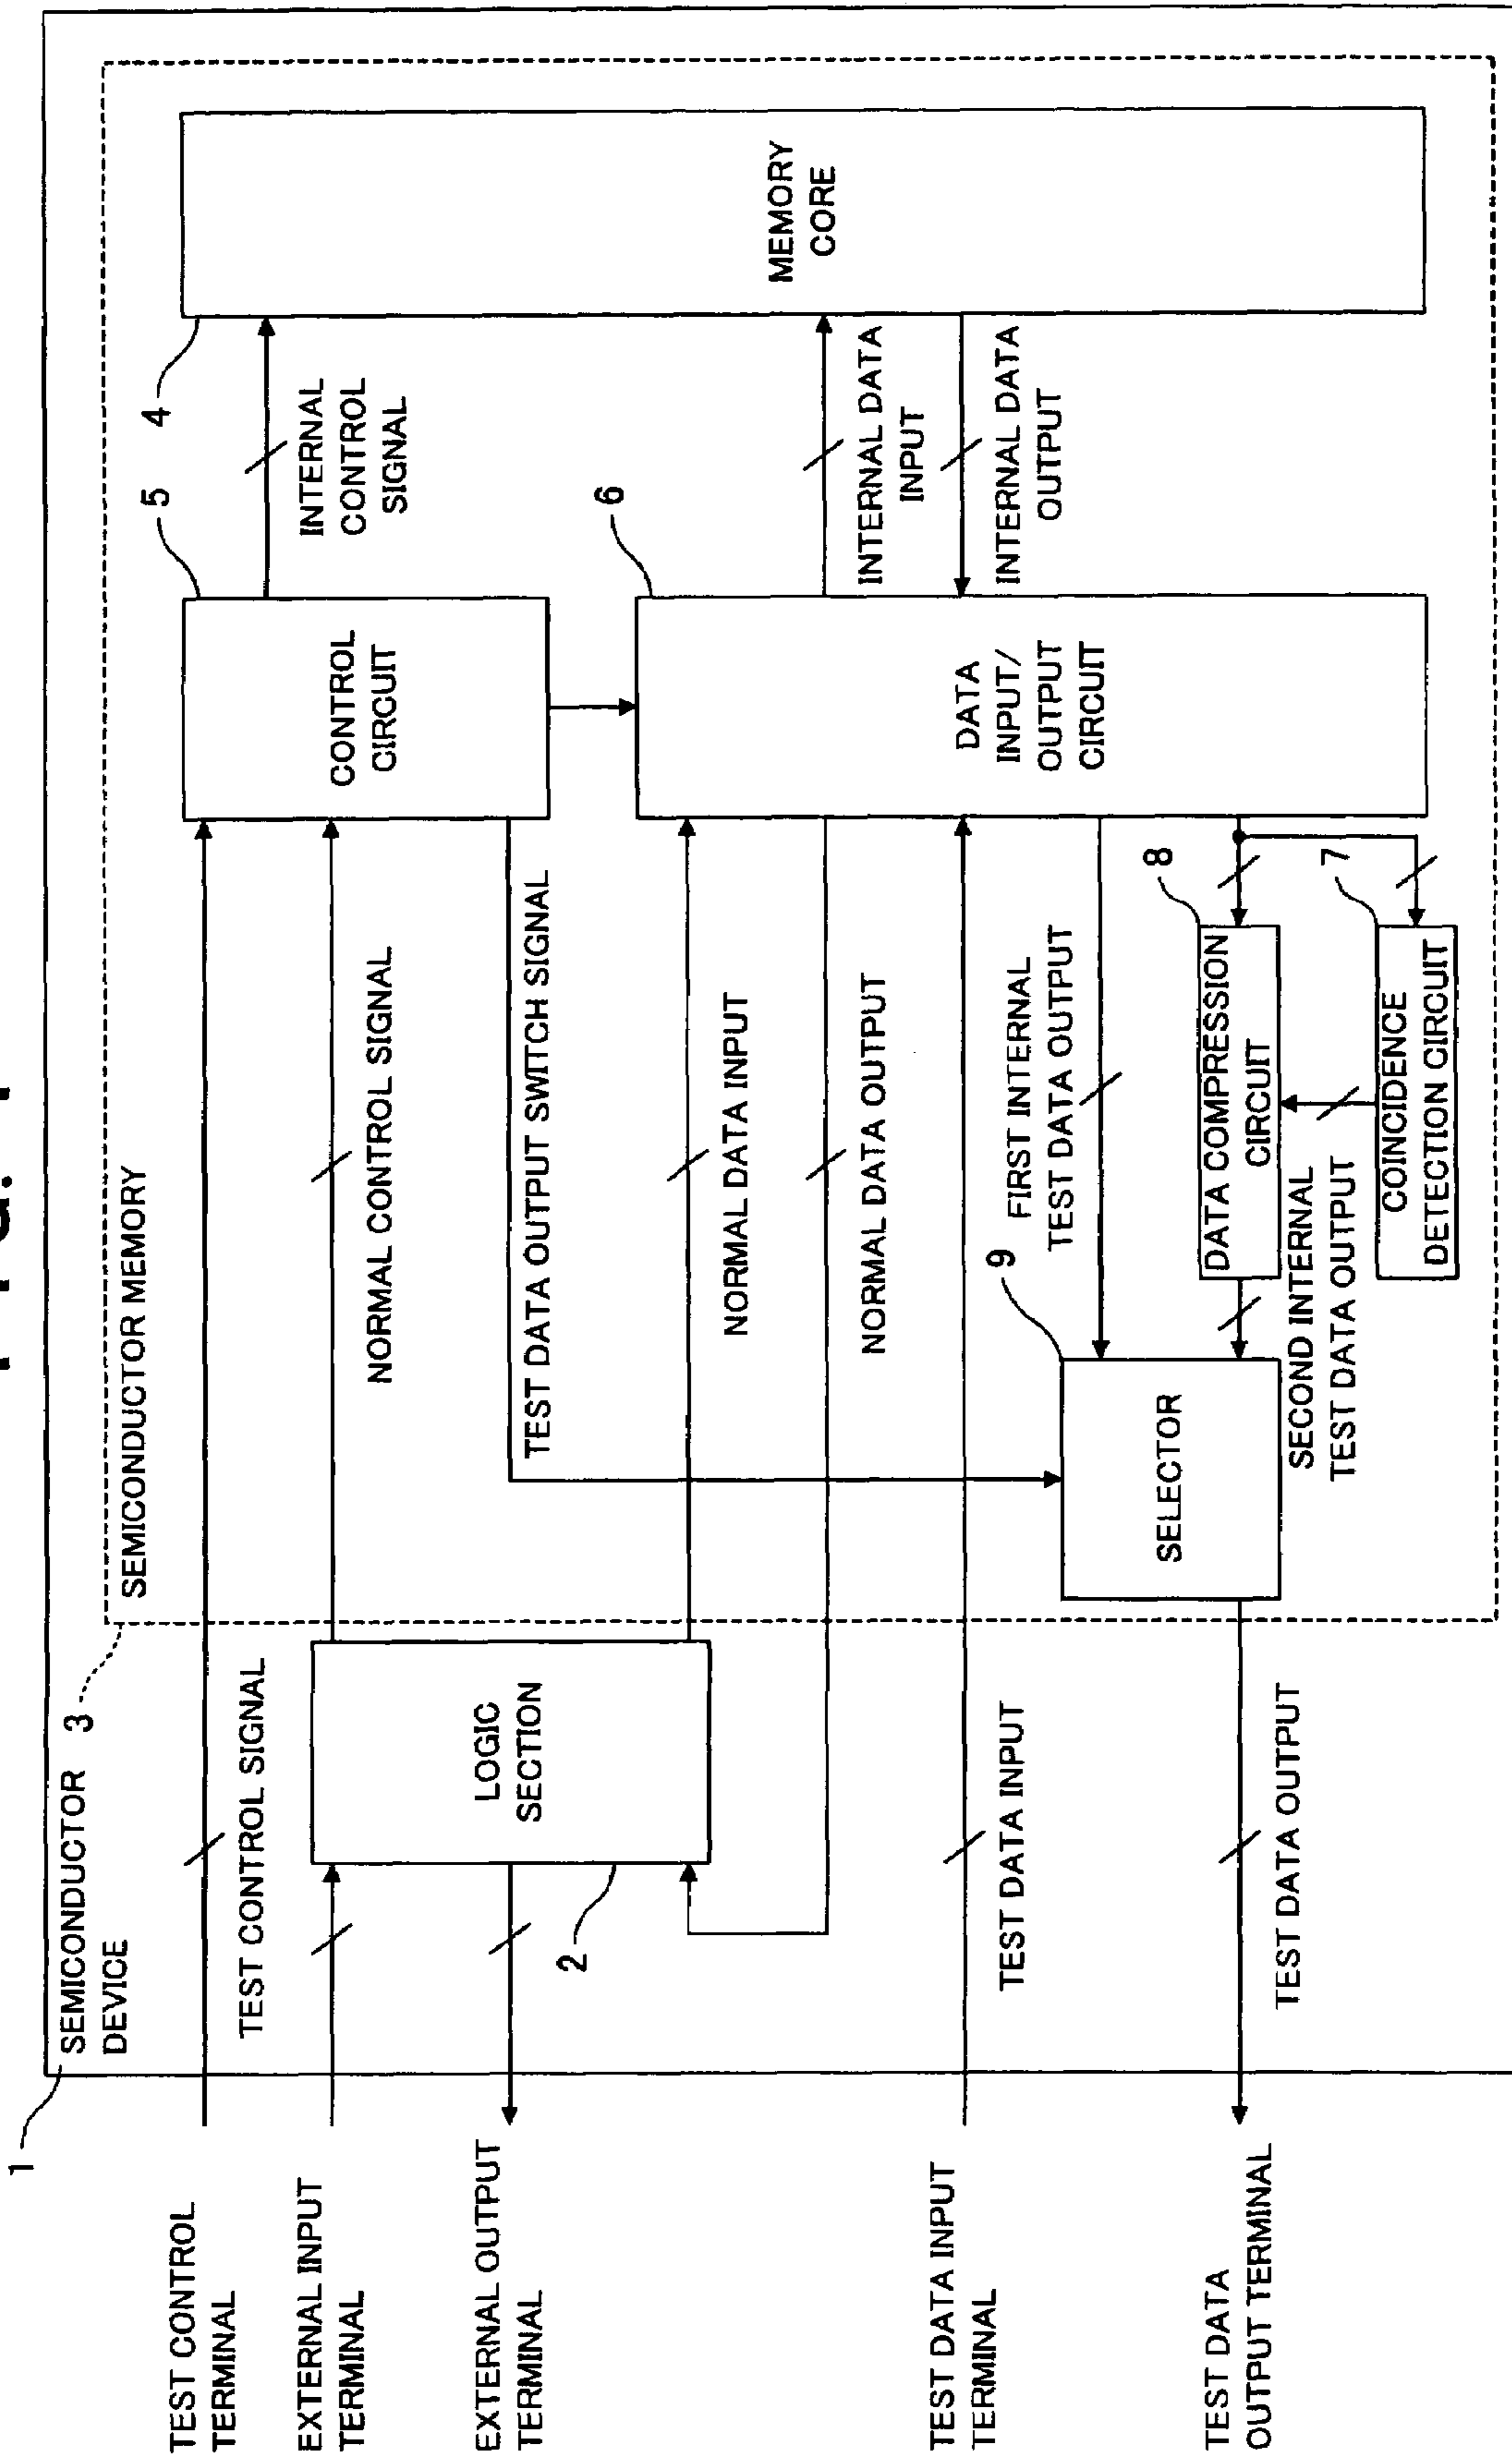 1
SEMICONDUCTOR
DEVICE
3
SEMICONDUCTOR MEMORY
TEST CONTROL
TERMINAL
TEST CONTROL SIGNAL
EXTERNAL INPUT
TERMINAL
EXTERNAL OUTPUT
TERMINAL
LOGIC
SECTION
2
NORMAL CONTROL SIGNAL
TEST DATA OUTPUT SWITCH SIGNAL
CONTROL
CIRCUIT
5
INTERNAL
CONTROL
SIGNAL
4
MEMORY
CORE
NORMAL DATA INPUT
NORMAL DATA OUTPUT
6
DATA
INPUT/
OUTPUT
CIRCUIT
INTERNAL DATA
INPUT
INTERNAL DATA
OUTPUT
TEST DATA INPUT
TERMINAL
TEST DATA INPUT
FIRST INTERNAL
TEST DATA OUTPUT
9
SELECTOR
8
DATA COMPRESSION
CIRCUIT
7
COINCIDENCE
DETECTION CIRCUIT
SECOND INTERNAL
TEST DATA OUTPUT
TEST DATA OUTPUT
TEST DATA
OUTPUT TERMINAL